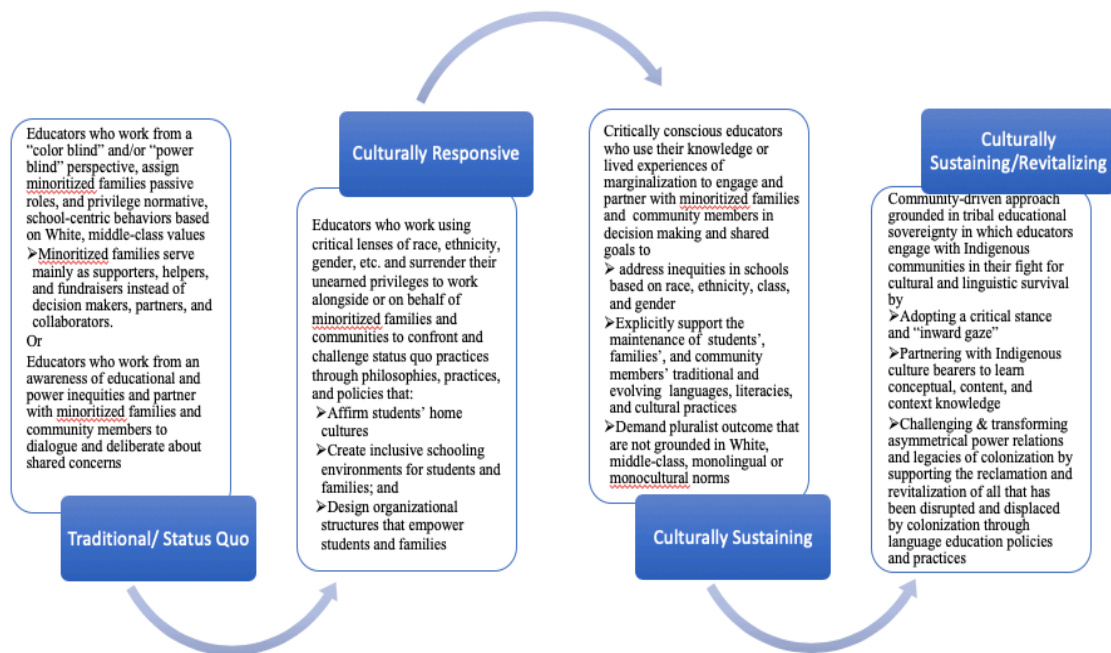 Educators who work from a
“color blind” and/or “power
blind” perspective, assign
minoritized families passive
roles, and privilege normative,
school-centric behaviors based
on White, middle-class values
➤Minoritized families serve
mainly as supporters, helpers,
and fundraisers instead of
decision makers, partners, and
collaborators.
Or
Educators who work from an
awareness of educational and
power inequities and partner
with minoritized families and
community members to
dialogue and deliberate about
shared concerns
Traditional/ Status Quo
Culturally Responsive
Educators who work using
critical lenses of race, ethnicity,
gender, etc. and surrender their
unearned privileges to work
alongside or on behalf of
minoritized families and
communities to confront and
challenge status quo practices
through philosophies, practices,
and policies that:
➤Affirm students’ home
cultures
➤Create inclusive schooling
environments for students and
families; and
➤Design organizational
structures that empower
students and families
Critically conscious educators
who use their knowledge or
lived experiences of
marginalization to engage and
partner with minoritized families
and community members in
decision making and shared
goals to
➤ address inequities in schools
based on race, ethnicity, class,
and gender
➤Explicitly support the
maintenance of students’,
families’, and community
members’ traditional and
evolving languages, literacies,
and cultural practices
➤Demand pluralist outcome that
are not grounded in White,
middle-class, monolingual or
monocultural norms
Culturally Sustaining
Culturally
Sustaining/Revitalizing
Community-driven approach
grounded in tribal educational
sovereignty in which educators
engage with Indigenous
communities in their fight for
cultural and linguistic survival
by
➤Adopting a critical stance
and “inward gaze”
➤Partnering with Indigenous
culture bearers to learn
conceptual, content, and
context knowledge
➤Challenging & transforming
asymmetrical power relations
and legacies of colonization by
supporting the reclamation and
revitalization of all that has
been disrupted and displaced
by colonization through
language education policies
and practices